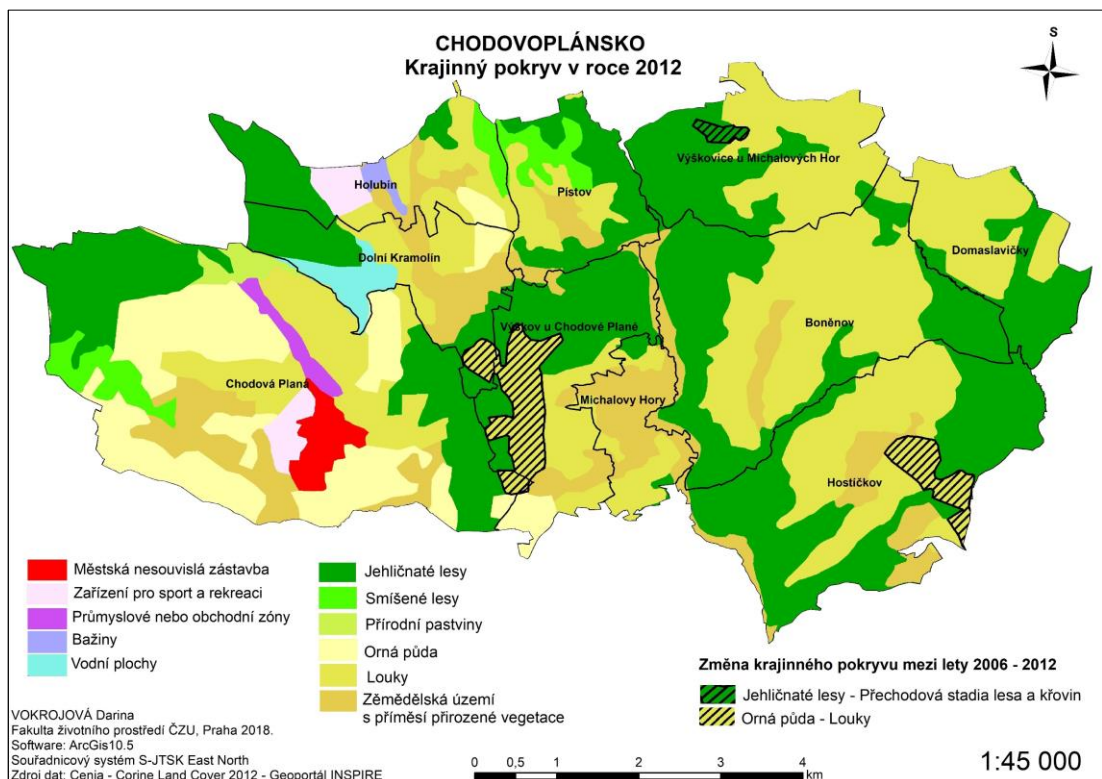 CHODOVOPLÁNSKO
Krajinný pokryv v roce 2012
S
Výškovice u Michalových Hor
Holubín
Pístov
Domaslavičky
Dolní Kramolín
Výškov u Chodové Plané
Boněnov
Chodová Planá
Michalovy Hory
Hostíčkov
Městská nesouvislá zástavba
Zařízení pro sport a rekreaci
Průmyslové nebo obchodní zóny
Bažiny
Vodní plochy
Jehličnaté lesy
Smíšené lesy
Přírodní pastviny
Orná půda
Louky
Zěmědělská území
s příměsí přirozené vegetace
Změna krajinného pokryvu mezi lety 2006 - 2012
Jehličnaté lesy - Přechodová stadia lesa a křovin
Orná půda - Louky
VOKROJOVÁ Darina
Fakulta životního prostředí ČZU, Praha 2018.
Software: ArcGis10.5
Souřadnicový systém S-JTSK East North
Zdroj dat: Cenia - Corine Land Cover 2012 - Geoportál INSPIRE
0 0,5 1 2 3 4
km
1:45 000